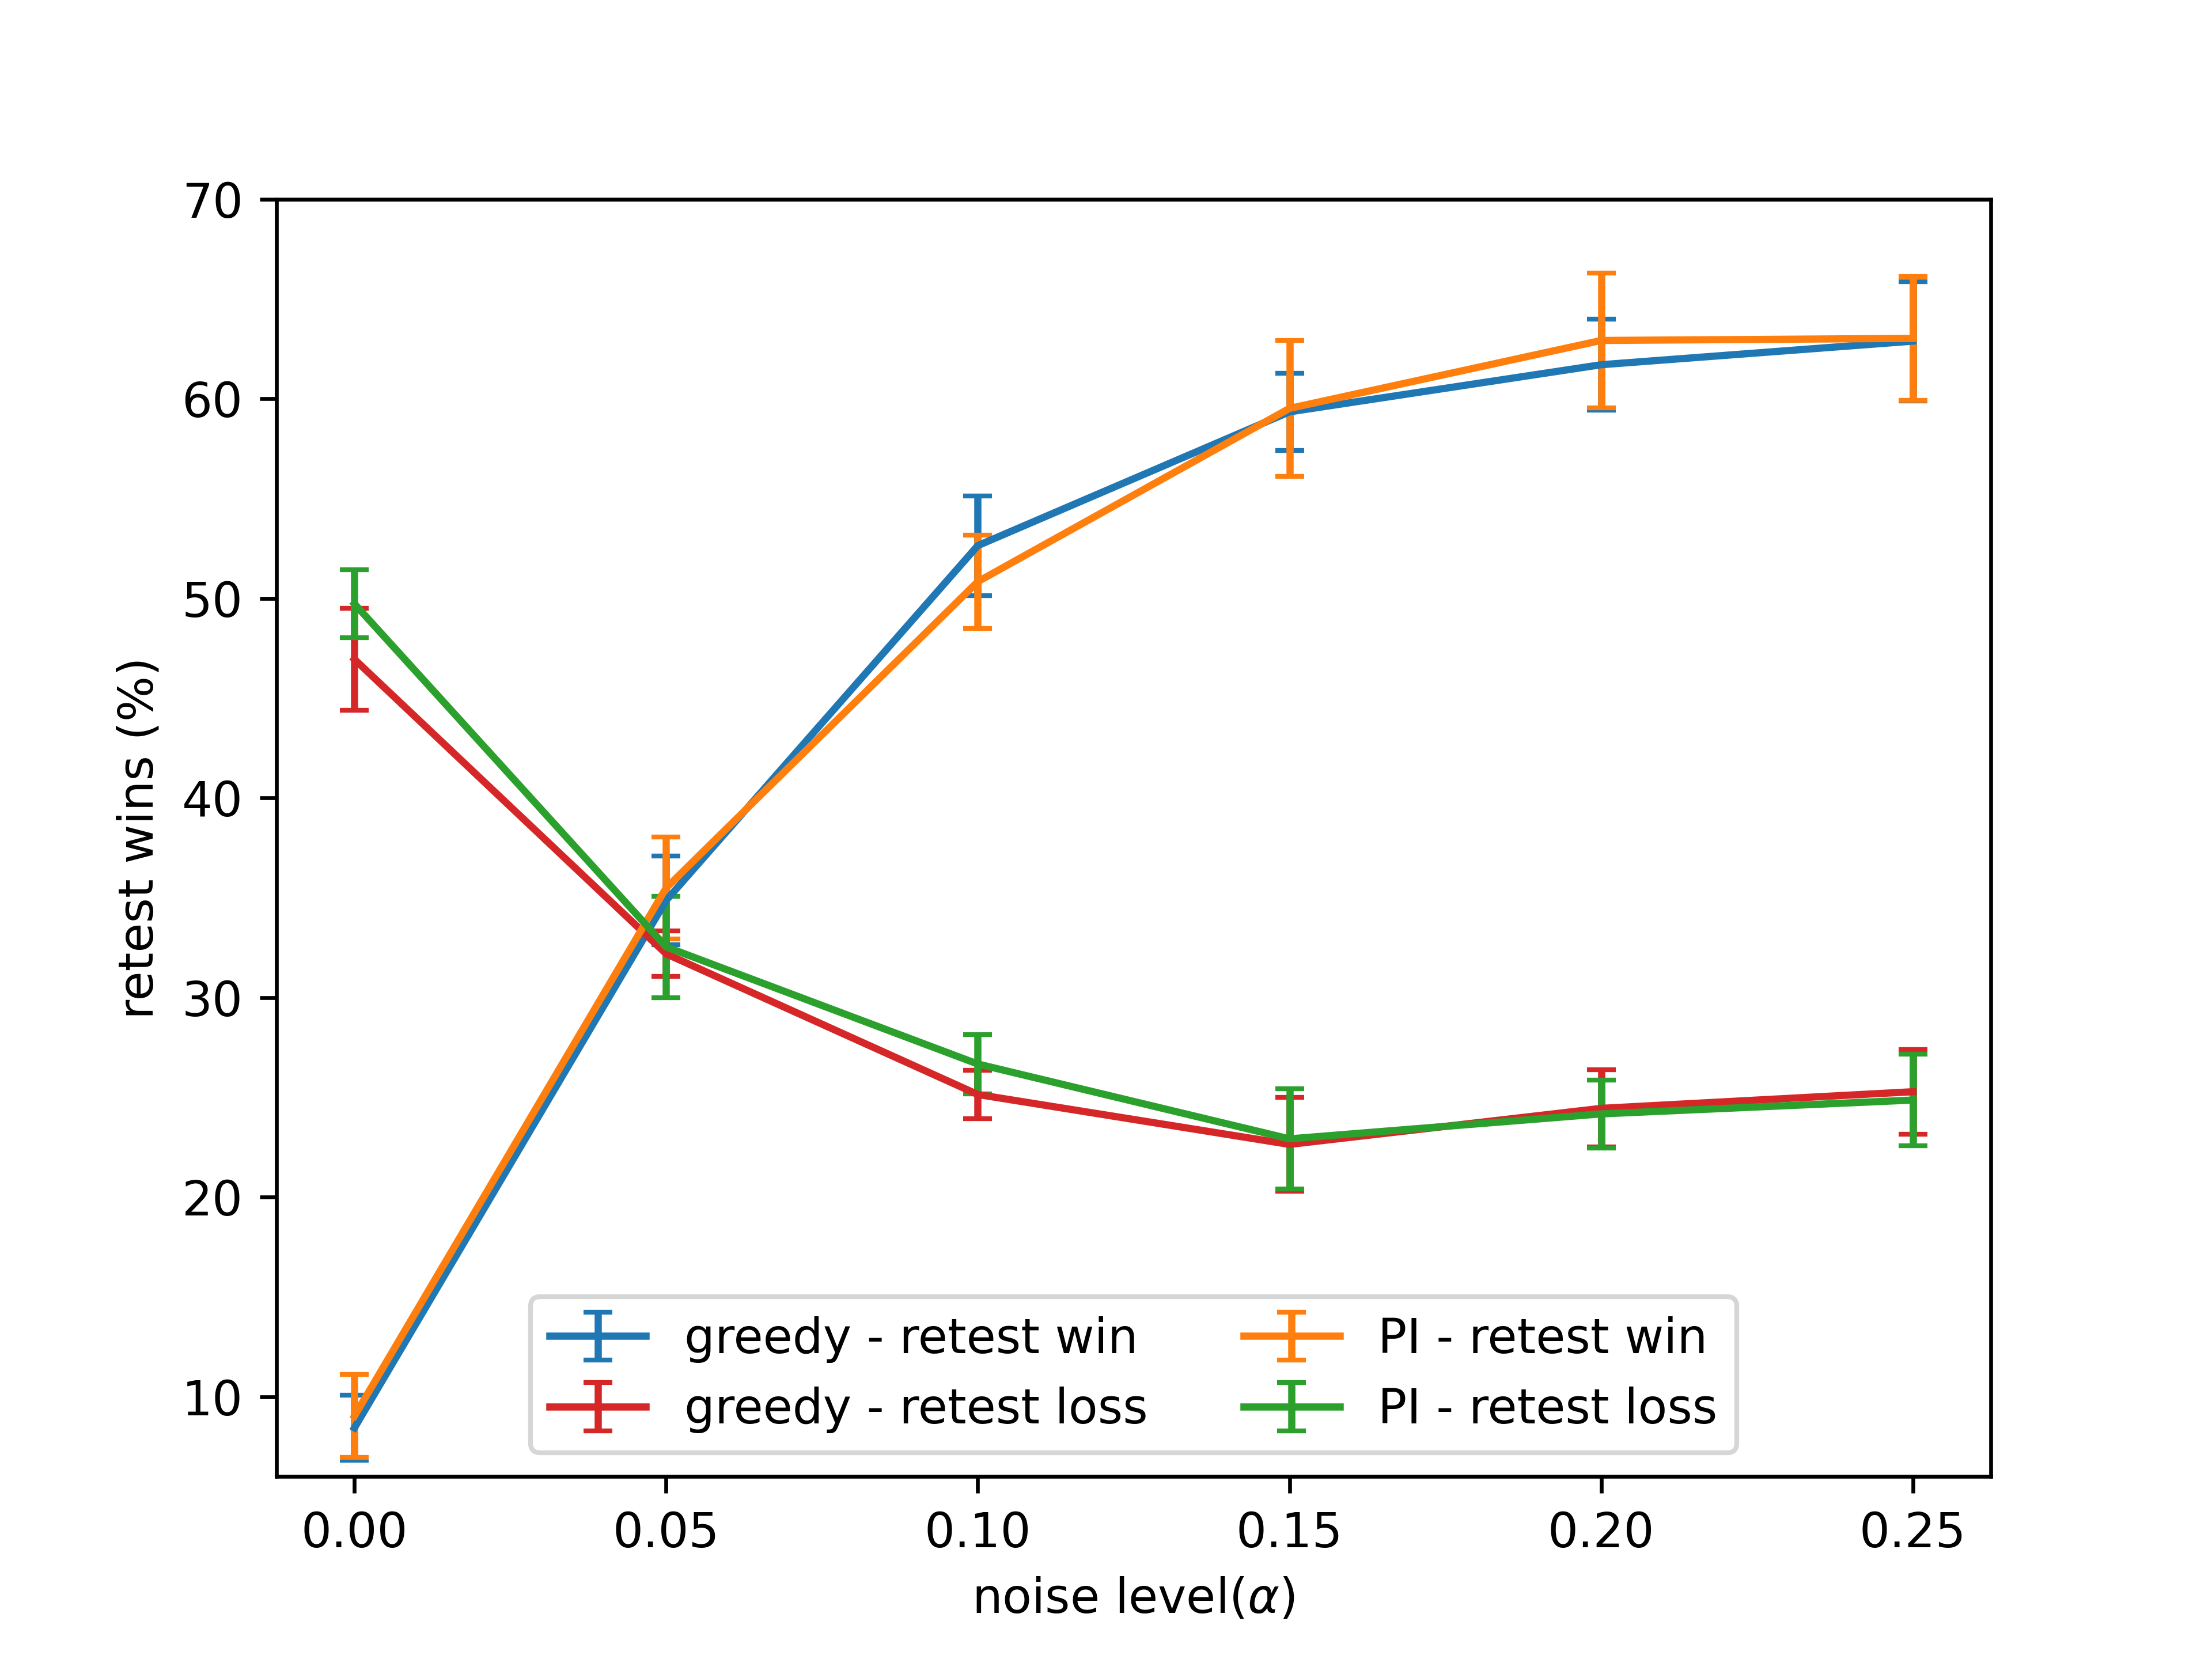 70
60
50
40
30
20
10
retest wins (%)
greedy - retest win
greedy - retest loss
PI - retest win
PI - retest loss
0.00 0.05 0.10 0.15 0.20 0.25
noise level(α)